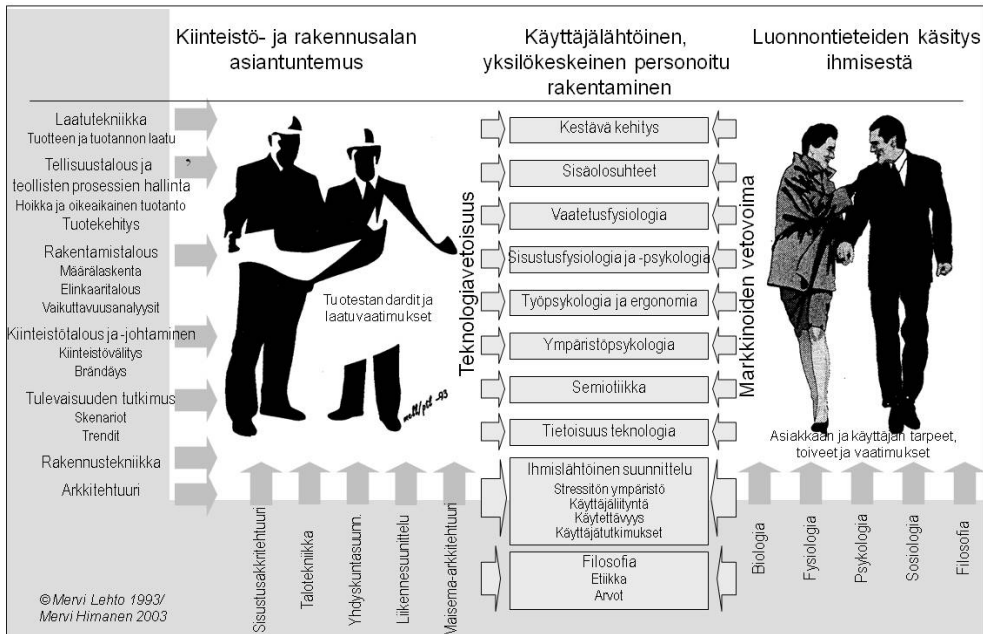 Kiinteistö- ja rakennusalan
asiantuntemus
Käyttäjälähtöinen,
yksilökeskeinen personoitu
rakentaminen
Luonnontieteiden käsitys
ihmisestä
Laatutekniikka
Tuotteen ja tuotannon laatu
Tellisuustalous ja ’
teollisten prosessien hallinta
Hoikka ja oikeaikainen tuotanto
Tuotekehitys
Rakentamistalous
Määrälaskenta
Elinkaaritalous
Vaikuttavuusanalyysit
Kiinteistötalous ja -johtaminen
Kiinteistövälitys
Brändäys
Tulevaisuuden tutkimus
Skenariot
Trendit
Rakennustekniikka
Arkkitehtuuri
Tuotestan dardit ja
laatuvaatimukset
Teknologiavetoisuus
Kestävä kehitys
Sisäolosuhteet
Vaatetusfysiologia
Sisustusfysiologia ja -psykologia
Työpsykologia ja ergonomia
Ympäristöpsykologia
Semiotiikka
Tietoisuus teknologia
Ihmislähtöinen suunnittelu
Stressitön ympäristö
Käyttäjäliityntä
Käytettävyys
Käyttäjätutkimukset
Filosofia
Etiikka
Arvot
Markkinoiden vetovoima
Asiakkaan ja käyttäjän tarpeet,
toiveet ja vaatimukset
Sisustusakkritehtuuri
Talotekniikka
Yhdyskuntasuunn.
Liikennesuunittelu
Maisema-arkkitehtuuri
Biologia
Fysiologia
Psykologia
Sosiologia
Filosofia
©Mervi Lehto 1993/
Mervi Himanen 2003